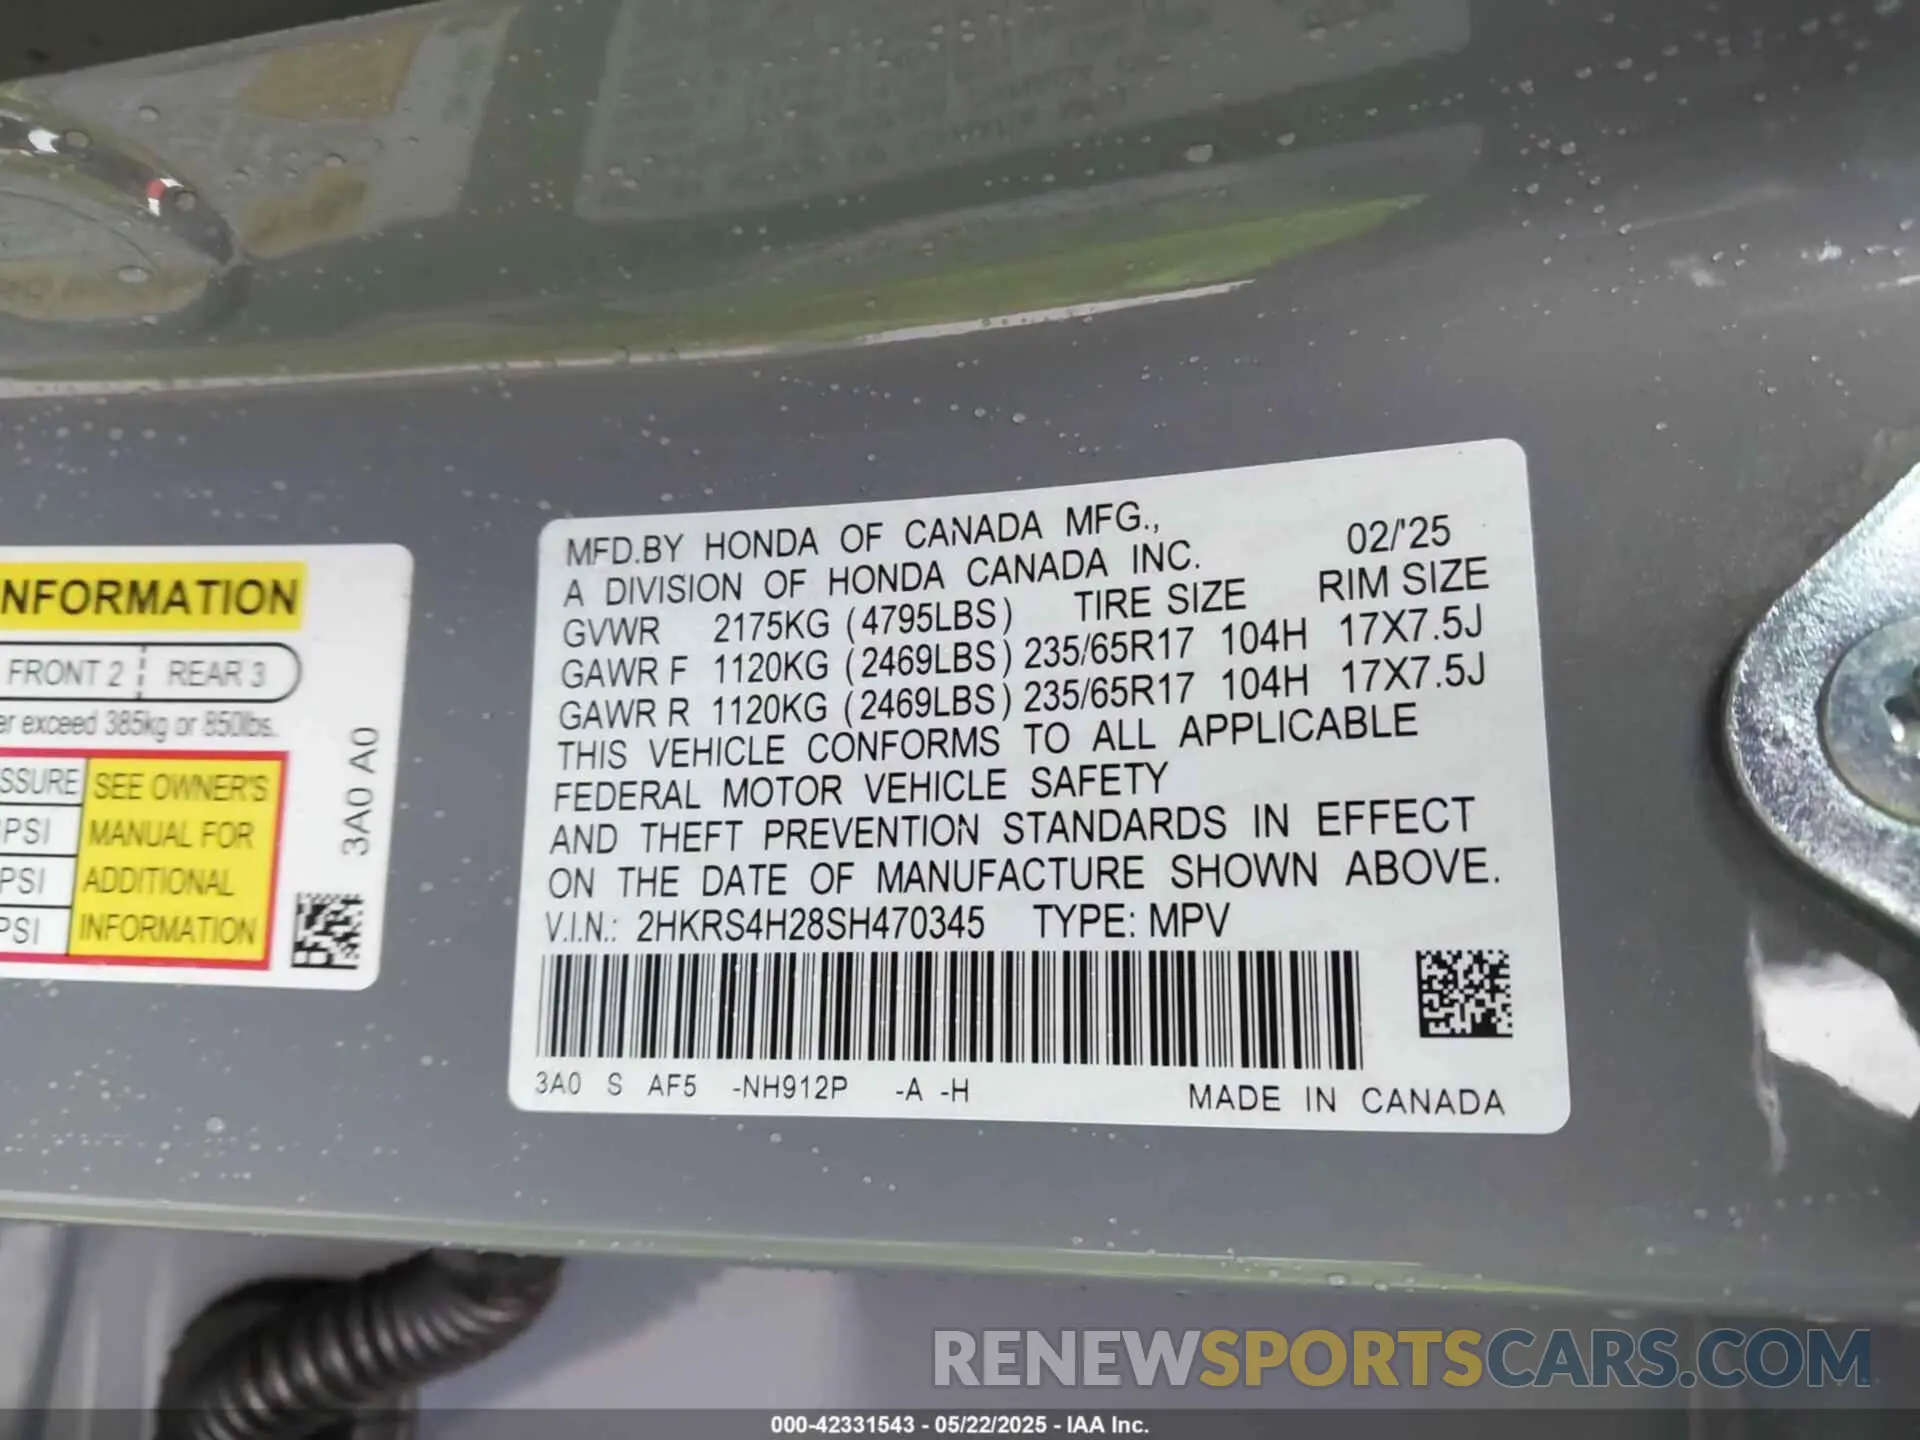 NFORMATION
FRONT 2 REAR 3
er exceed 385kg or 850lbs.
SSURE SEE OWNER'S
PSI MANUAL FOR
PSI ADDITIONAL
PSI INFORMATION
3A0 A0
MFD.BY HONDA OF CANADA MFG.,
A DIVISION OF HONDA CANADA INC. 02/'25
GVWR 2175KG (4795LBS) TIRE SIZE RIM SIZE
GAWR F 1120KG (2469LBS) 235/65R17 104H 17X7.5J
GAWR R 1120KG (2469LBS) 235/65R17 104H 17X7.5J
THIS VEHICLE CONFORMS TO ALL APPLICABLE
FEDERAL MOTOR VEHICLE SAFETY
AND THEFT PREVENTION STANDARDS IN EFFECT
ON THE DATE OF MANUFACTURE SHOWN ABOVE.
V.I.N.: 2HKRS4H28SH470345 TYPE: MPV
3A0 S AF5 -NH912P -A -H MADE IN CANADA
RENEWSPORTSCARS.COM
000-42331543 - 05/22/2025 - IAA Inc.